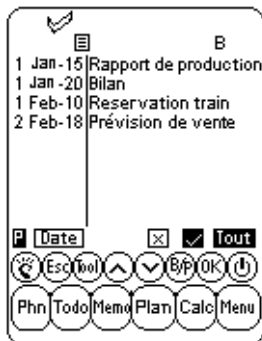 B
1 Jan-15 Rapport de production
1 Jan-20 Bilan
1 Feb-10 Reservation train
2 Feb-18 Prévision de vente
P Date Tout
Esc Tool B/P OK
Phn Todo Memo Plan Calc Menu